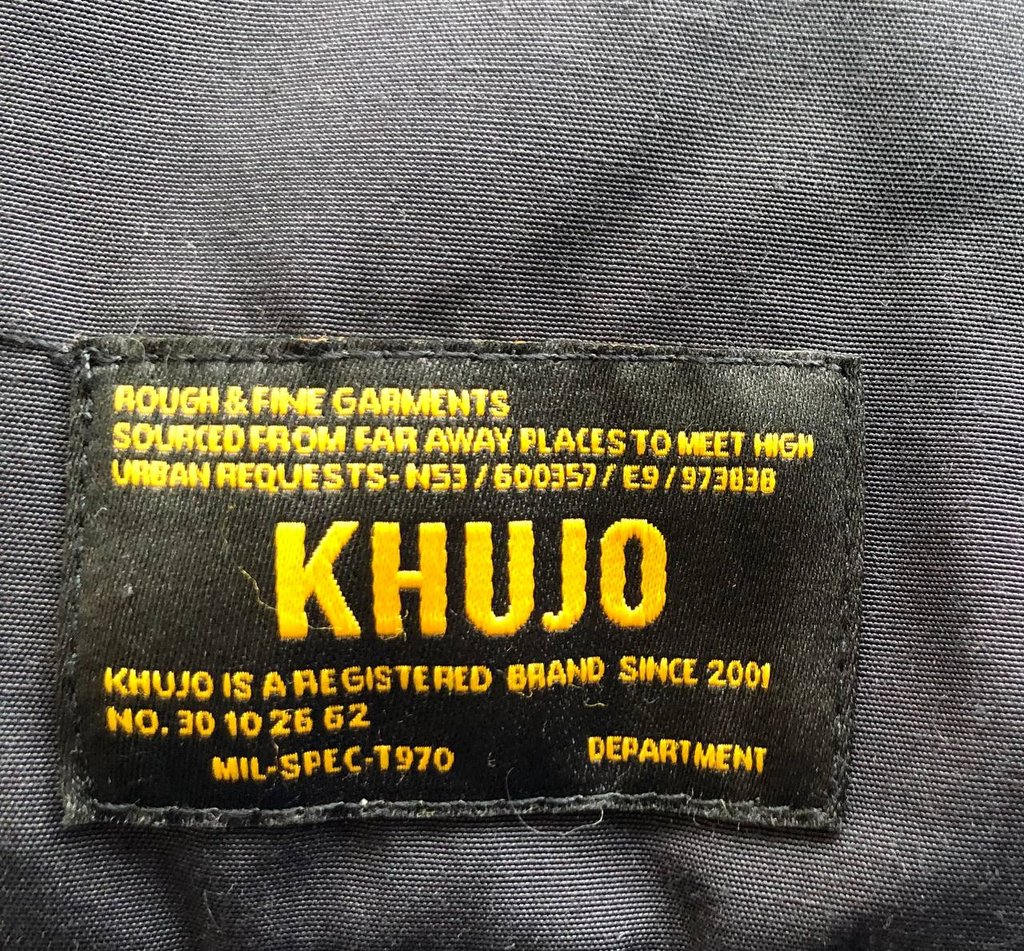 ROUGH & FINE GARMENTS
SOURCED FROM FAR AWAY PLACES TO MEET HIGH
URBAN REQUESTS - N53 / 600357 / E9 / 973838
KHUJO
KHUJO IS A REGISTERED BRAND SINCE 2001
NO. 30 10 26 62
MIL-SPEC-T970 DEPARTMENT